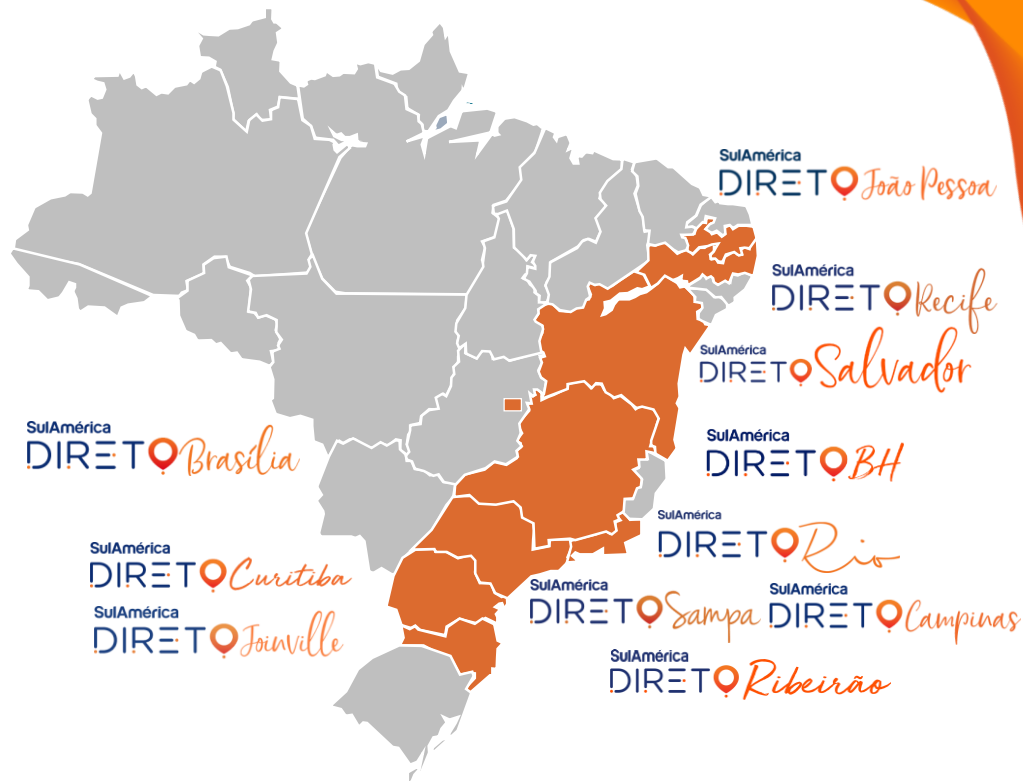 SulAmérica
DIRETO João Pessoa
SulAmérica
DIRETO Recife
SulAmérica
DIRETO Salvador
SulAmérica
DIRETO Brasília
SulAmérica
DIRETO BH
SulAmérica
DIRETO Rio
SulAmérica
DIRETO Curitiba
SulAmérica
DIRETO Sampa
SulAmérica
DIRETO Campinas
SulAmérica
DIRETO Joinville
SulAmérica
DIRETO Ribeirão